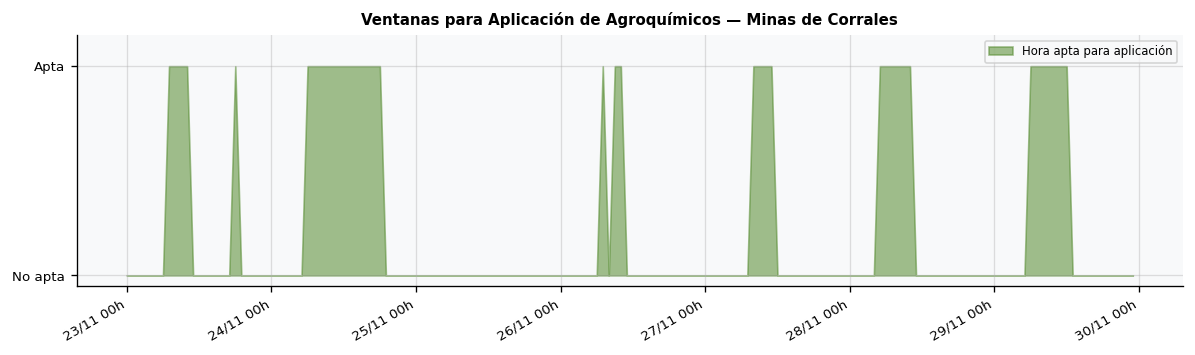 Ventanas para Aplicación de Agroquímicos — Minas de Corrales
Hora apta para aplicación
Apta
No apta
23/11 00h
24/11 00h
25/11 00h
26/11 00h
27/11 00h
28/11 00h
29/11 00h
30/11 00h